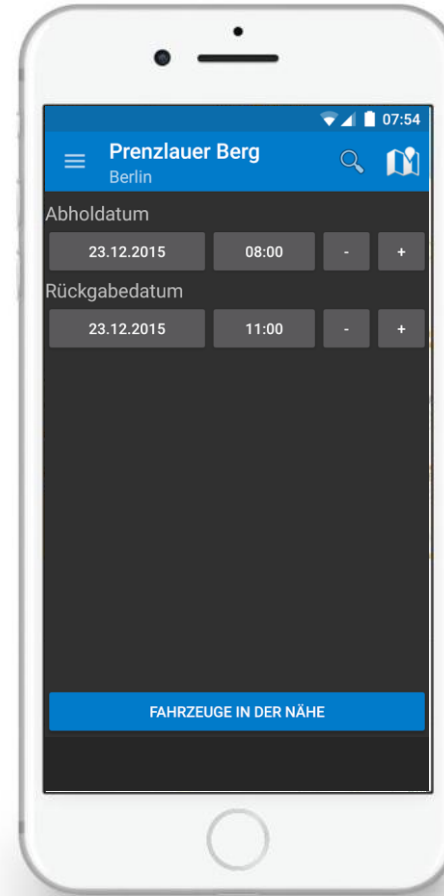 07:54
Prenzlauer Berg
Berlin
Abholdatum
23.12.2015 08:00 - +
Rückgabedatum
23.12.2015 11:00 - +
FAHRZEUGE IN DER NÄHE